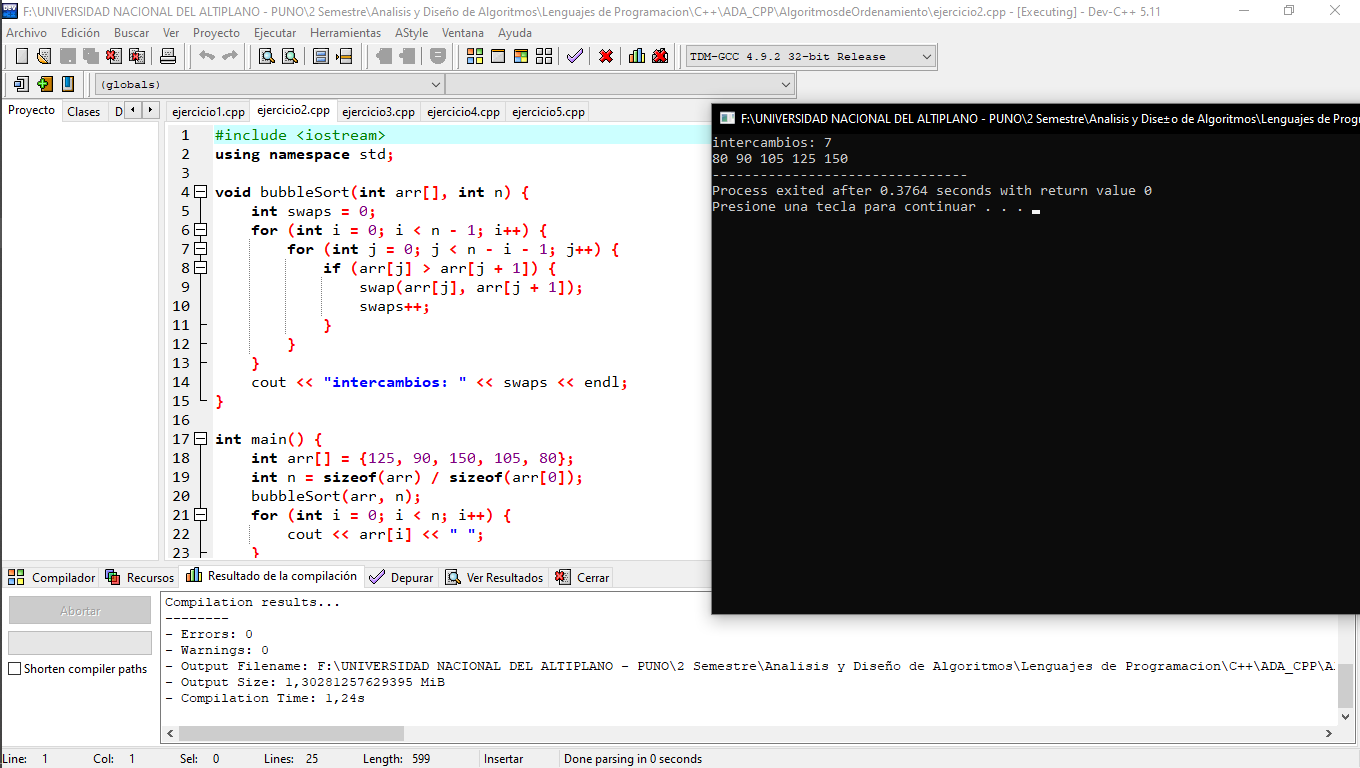 F:\UNIVERSIDAD NACIONAL DEL ALTIPLANO - PUNO\2 Semestre\Analisis y Diseño de Algoritmos\Lenguajes de Programacion\C++\ADA_CPP\AlgoritmosdeOrdenamiento\ejercicio2.cpp - [Executing] - Dev-C++ 5.11
Archivo Edición Buscar Ver Proyecto Ejecutar Herramientas AStyle Ventana Ayuda
TDM-GCC 4.9.2 32-bit Release
(globals)
Proyecto Clases D
ejercicio1.cpp ejercicio2.cpp ejercicio3.cpp ejercicio4.cpp ejercicio5.cpp
1 #include <iostream>
2 using namespace std;
3
4 void bubbleSort(int arr[], int n) {
5 int swaps = 0;
6 for (int i = 0; i < n - 1; i++) {
7 for (int j = 0; j < n - i - 1; j++) {
8 if (arr[j] > arr[j + 1]) {
9 swap(arr[j], arr[j + 1]);
10 swaps++;
11 }
12 }
13 }
14 cout << "intercambios: " << swaps << endl;
15 }
16
17 int main() {
18 int arr[] = {125, 90, 150, 105, 80};
19 int n = sizeof(arr) / sizeof(arr[0]);
20 bubbleSort(arr, n);
21 for (int i = 0; i < n; i++) {
22 cout << arr[i] << " ";
23 }
F:\UNIVERSIDAD NACIONAL DEL ALTIPLANO - PUNO\2 Semestre\Analisis y Dise±o de Algoritmos\Lenguajes de Progr
intercambios: 7
80 90 105 125 150
--------------------------------
Process exited after 0.3764 seconds with return value 0
Presione una tecla para continuar . . .
Compilador Recursos Resultado de la compilación Depurar Ver Resultados Cerrar
Abortar
Shorten compiler paths
Compilation results...
--------
- Errors: 0
- Warnings: 0
- Output Filename: F:\UNIVERSIDAD NACIONAL DEL ALTIPLANO - PUNO\2 Semestre\Analisis y Diseño de Algoritmos\Lenguajes de Programacion\C++\ADA_CPP\A
- Output Size: 1,30281257629395 MiB
- Compilation Time: 1,24s
Line: 1 Col: 1 Sel: 0 Lines: 25 Length: 599 Insertar Done parsing in 0 seconds